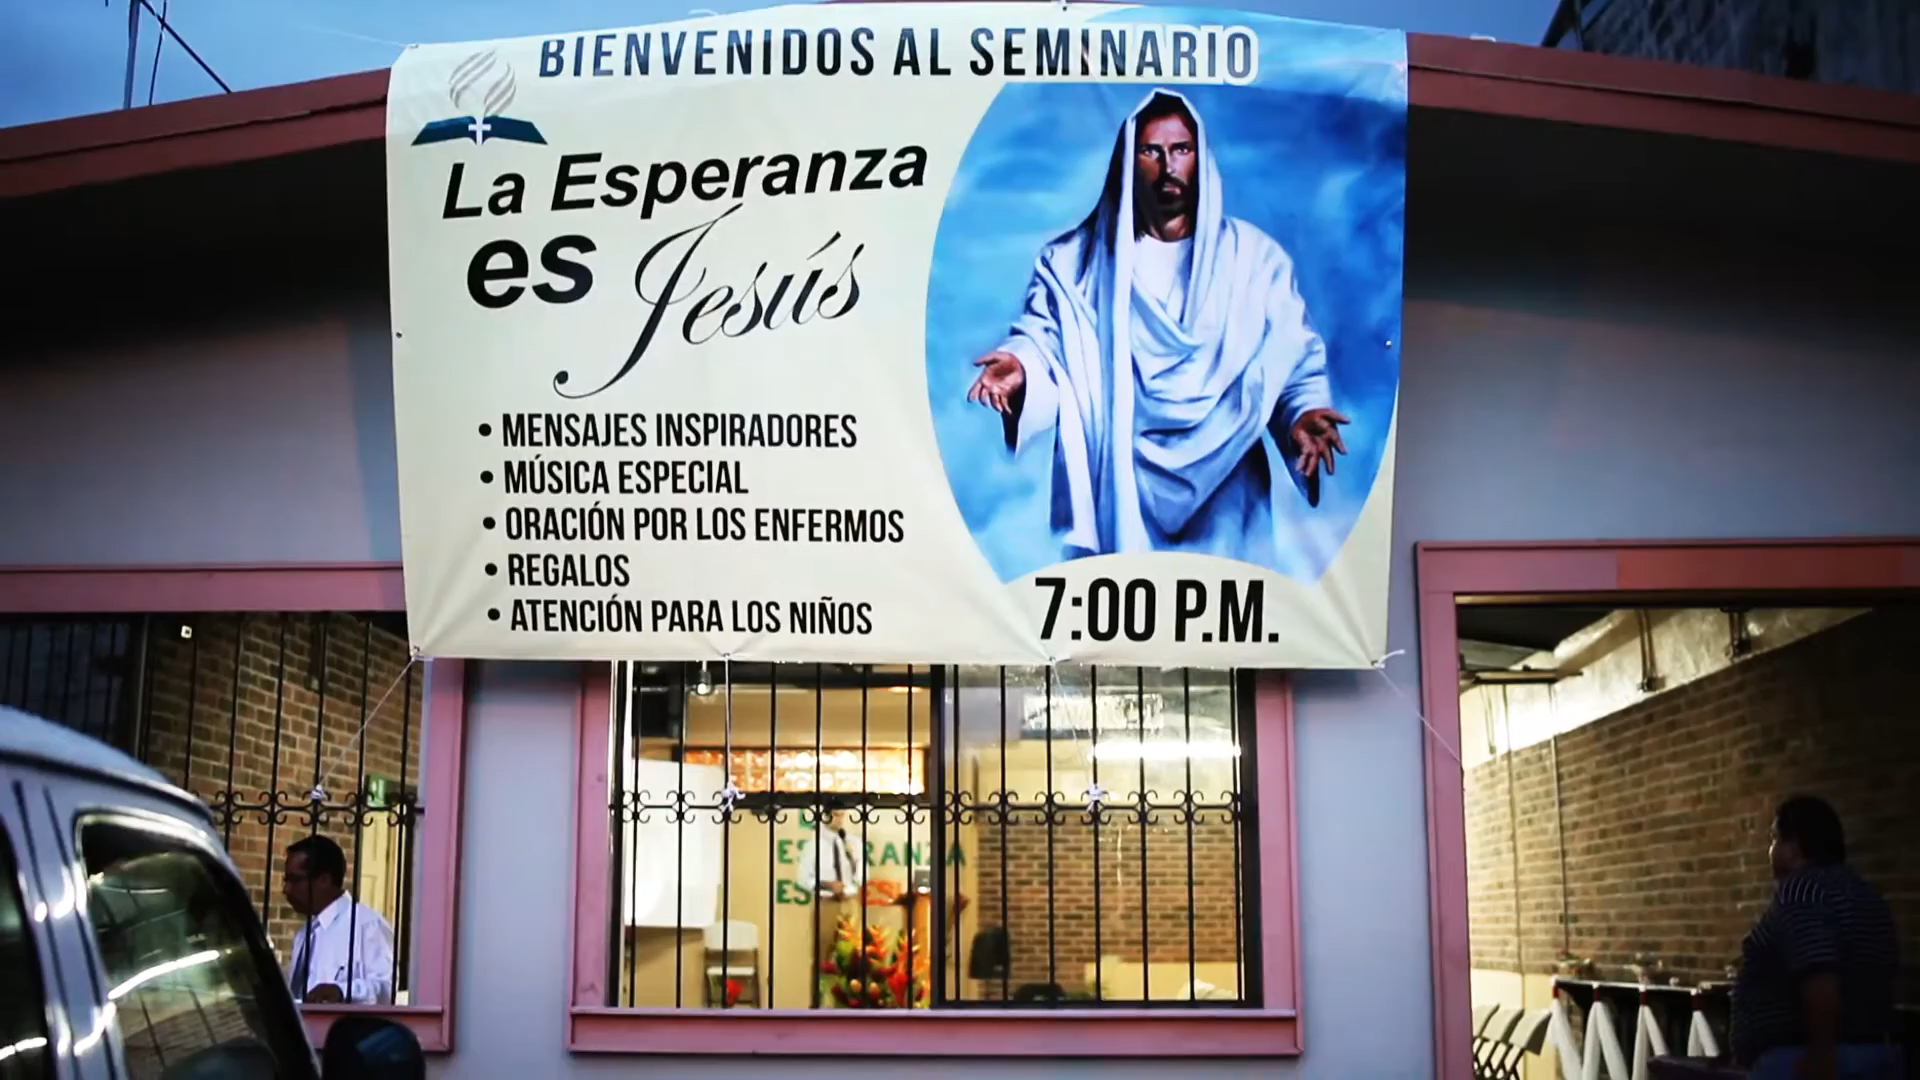 BIENVENIDOS AL SEMINARIO
La Esperanza
es Jesús
• MENSAJES INSPIRADORES
• MÚSICA ESPECIAL
• ORACIÓN POR LOS ENFERMOS
• REGALOS
• ATENCIÓN PARA LOS NIÑOS
7:00 P.M.
ES